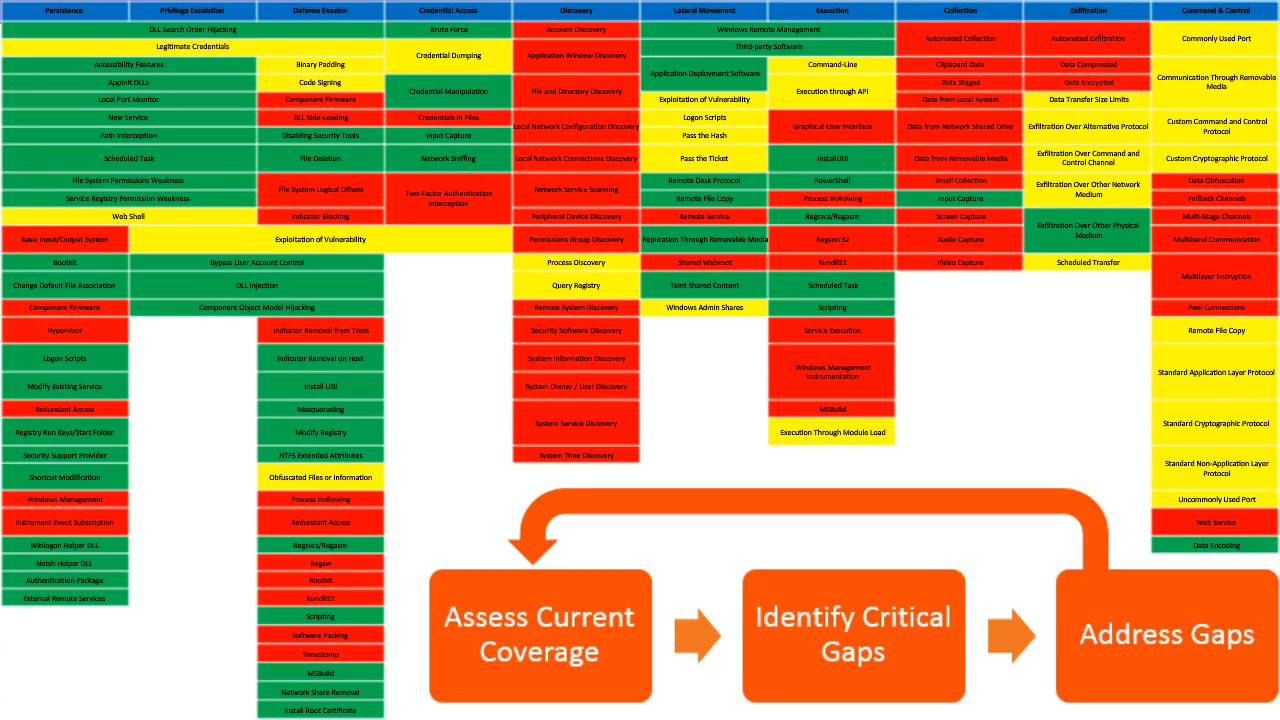 Persistence
Privilege Escalation
Defense Evasion
Credential Access
Discovery
Lateral Movement
Execution
Collection
Exfiltration
Command & Control
DLL Search Order Hijacking
Legitimate Credentials
Accessibility Features
AppInit DLLs
Local Port Monitor
New Service
Path Interception
Scheduled Task
File System Permissions Weakness
Service Registry Permission Weakness
Web Shell
Basic Input/Output System
Exploitation of Vulnerability
Bootkit
Bypass User Account Control
Change Default File Association
DLL Injection
Component Firmware
Component Object Model Hijacking
Hypervisor
Logon Scripts
Modify Existing Service
Redundant Access
Registry Run Keys/Start Folder
Security Support Provider
Shortcut Modification
Windows Management
Instrument Event Subscription
Winlogon Helper DLL
Netsh Helper DLL
Authentication Package
External Remote Services
Binary Padding
Code Signing
Component Firmware
DLL Side-Loading
Disabling Security Tools
File Deletion
File System Logical Offsets
Indicator Blocking
Indicator Removal from Tools
Indicator Removal on Host
Install Util
Masquerading
Modify Registry
NTFS Extended Attributes
Obfuscated Files or Information
Process Hollowing
Redundant Access
Regsvcs/Regasm
Regsvr
Rootkit
Rundll32
Scripting
Software Packing
Timestomp
MSBuild
Network Share Removal
Install Root Certificate
Brute Force
Credential Dumping
Credential Manipulation
Credentials in Files
Input Capture
Network Sniffing
Two-Factor Authentication
Interception
Account Discovery
Application Window Discovery
File and Directory Discovery
Local Network Configuration Discovery
Local Network Connections Discovery
Network Service Scanning
Peripheral Device Discovery
Permissions Group Discovery
Process Discovery
Query Registry
Remote System Discovery
Security Software Discovery
System Information Discovery
System Owner / User Discovery
System Service Discovery
System Time Discovery
Windows Remote Management
Third-party Software
Application Deployment Software
Exploitation of Vulnerability
Logon Scripts
Pass the Hash
Pass the Ticket
Remote Desk Protocol
Remote File Copy
Remote Service
Replication Through Removable Media
Shared Webroot
Taint Shared Content
Windows Admin Shares
Command-Line
Execution through API
Graphical User Interface
InstallUtil
PowerShell
Process Hollowing
Regsvcs/Regasm
Regsvr32
Rundll32
Scheduled Task
Scripting
Service Execution
Windows Management
Instrumentation
MSBuild
Execution Through Module Load
Automated Collection
Clipboard Data
Data Staged
Data from Local System
Data from Network Shared Drive
Data from Removable Media
Email Collection
Input Capture
Screen Capture
Audio Capture
Video Capture
Automated Exfiltration
Data Compressed
Data Encrypted
Data Transfer Size Limits
Exfiltration Over Alternative Protocol
Exfiltration Over Command and
Control Channel
Exfiltration Over Other Network
Medium
Exfiltration Over Other Physical
Medium
Scheduled Transfer
Commonly Used Port
Communication Through Removable
Media
Custom Command and Control
Protocol
Custom Cryptographic Protocol
Data Obfuscation
Fallback Channels
Multi-Stage Channels
Multiband Communication
Multilayer Encryption
Peer Connections
Remote File Copy
Standard Application Layer Protocol
Standard Cryptographic Protocol
Standard Non-Application Layer
Protocol
Uncommonly Used Port
Web Service
Data Encoding
Assess Current
Coverage
Identify Critical
Gaps
Address Gaps